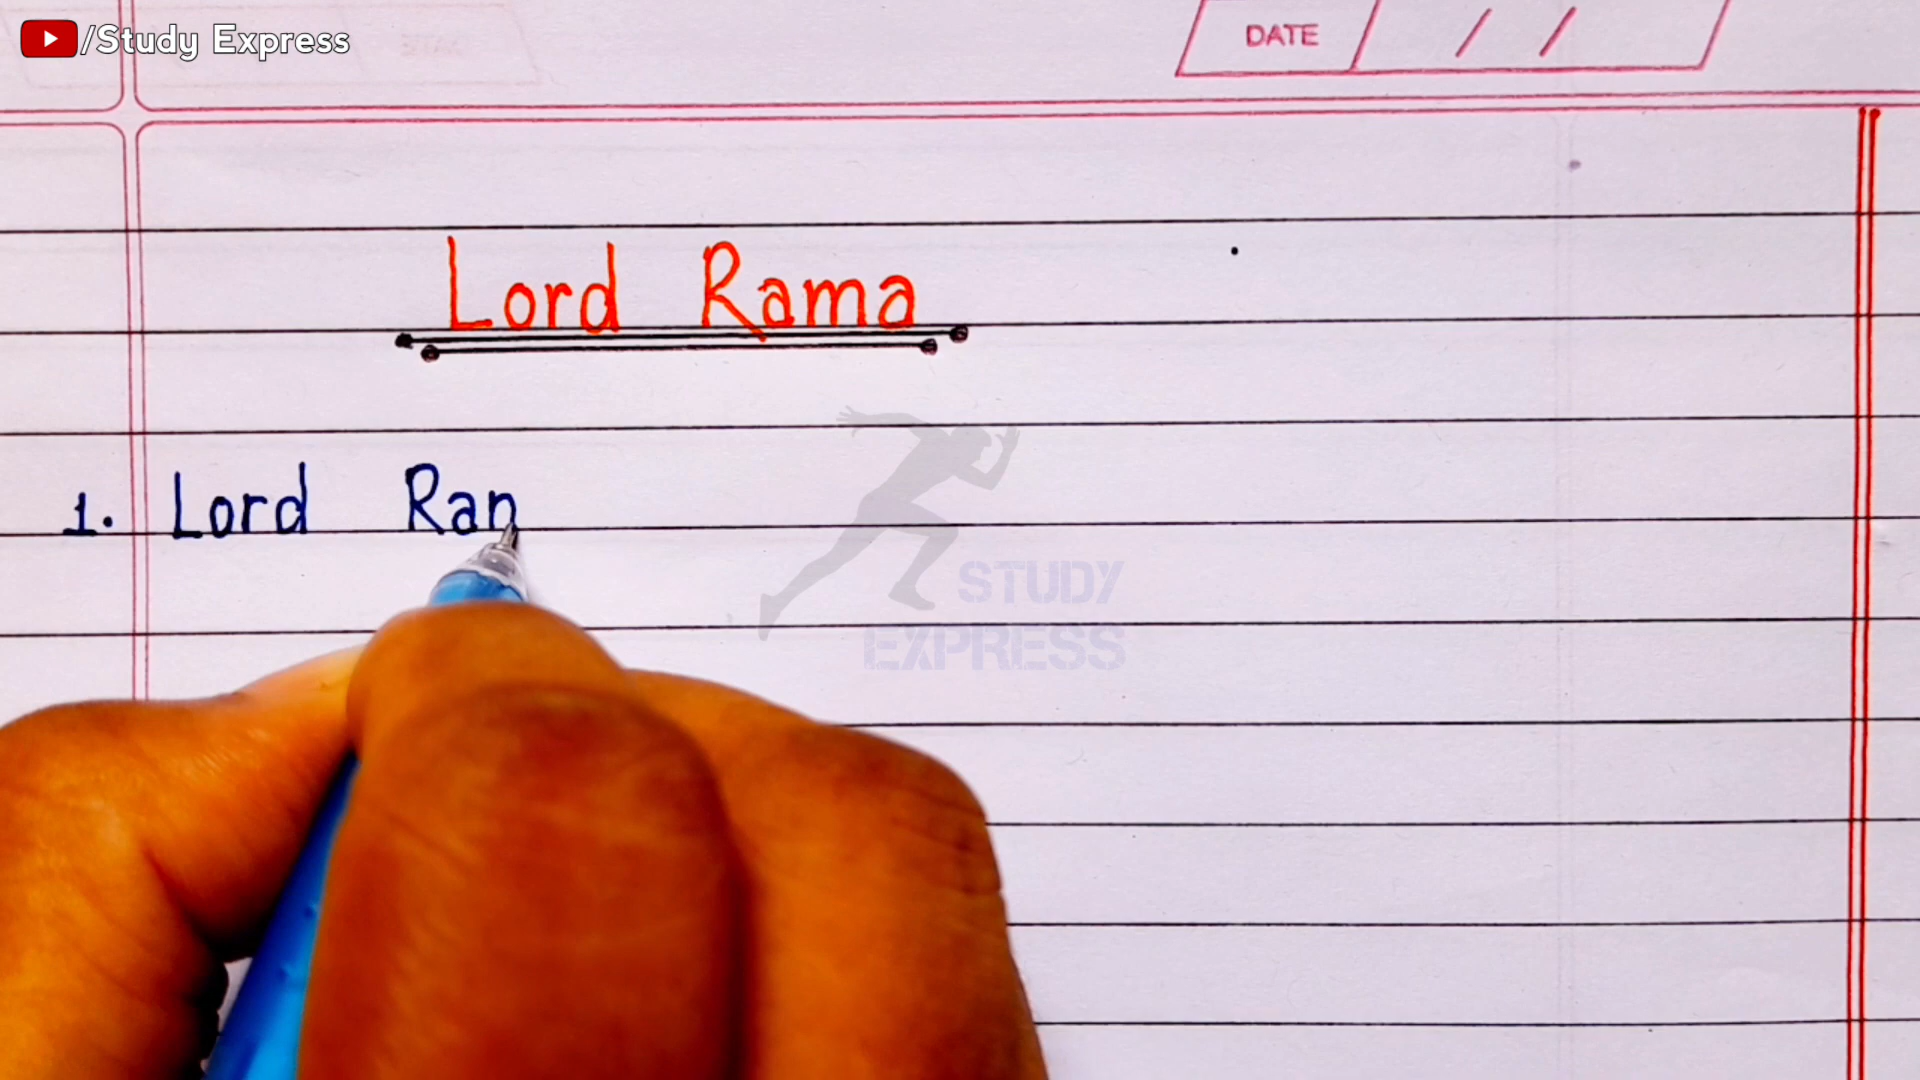 /Study Express
DATE / /
Lord Rama
1. Lord Ran
STUDY
EXPRESS